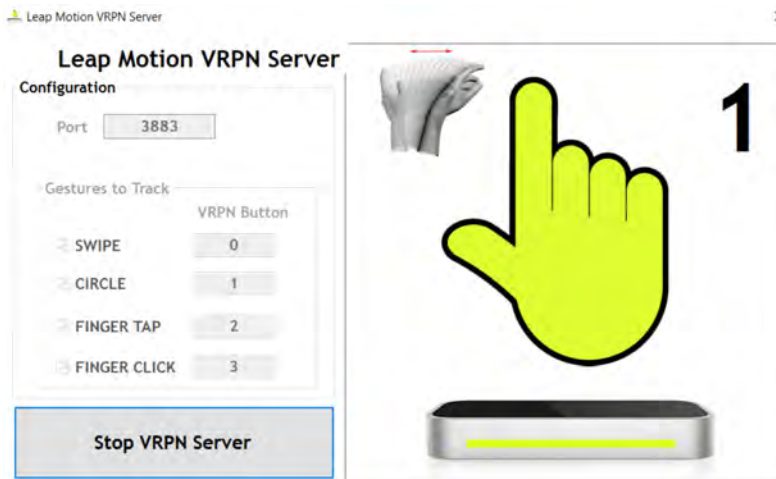 Leap Motion VRPN Server
Leap Motion VRPN Server
Configuration
Port 3883
Gestures to Track
VRPN Button
SWIPE 0
CIRCLE 1
FINGER TAP 2
FINGER CLICK 3
Stop VRPN Server
1